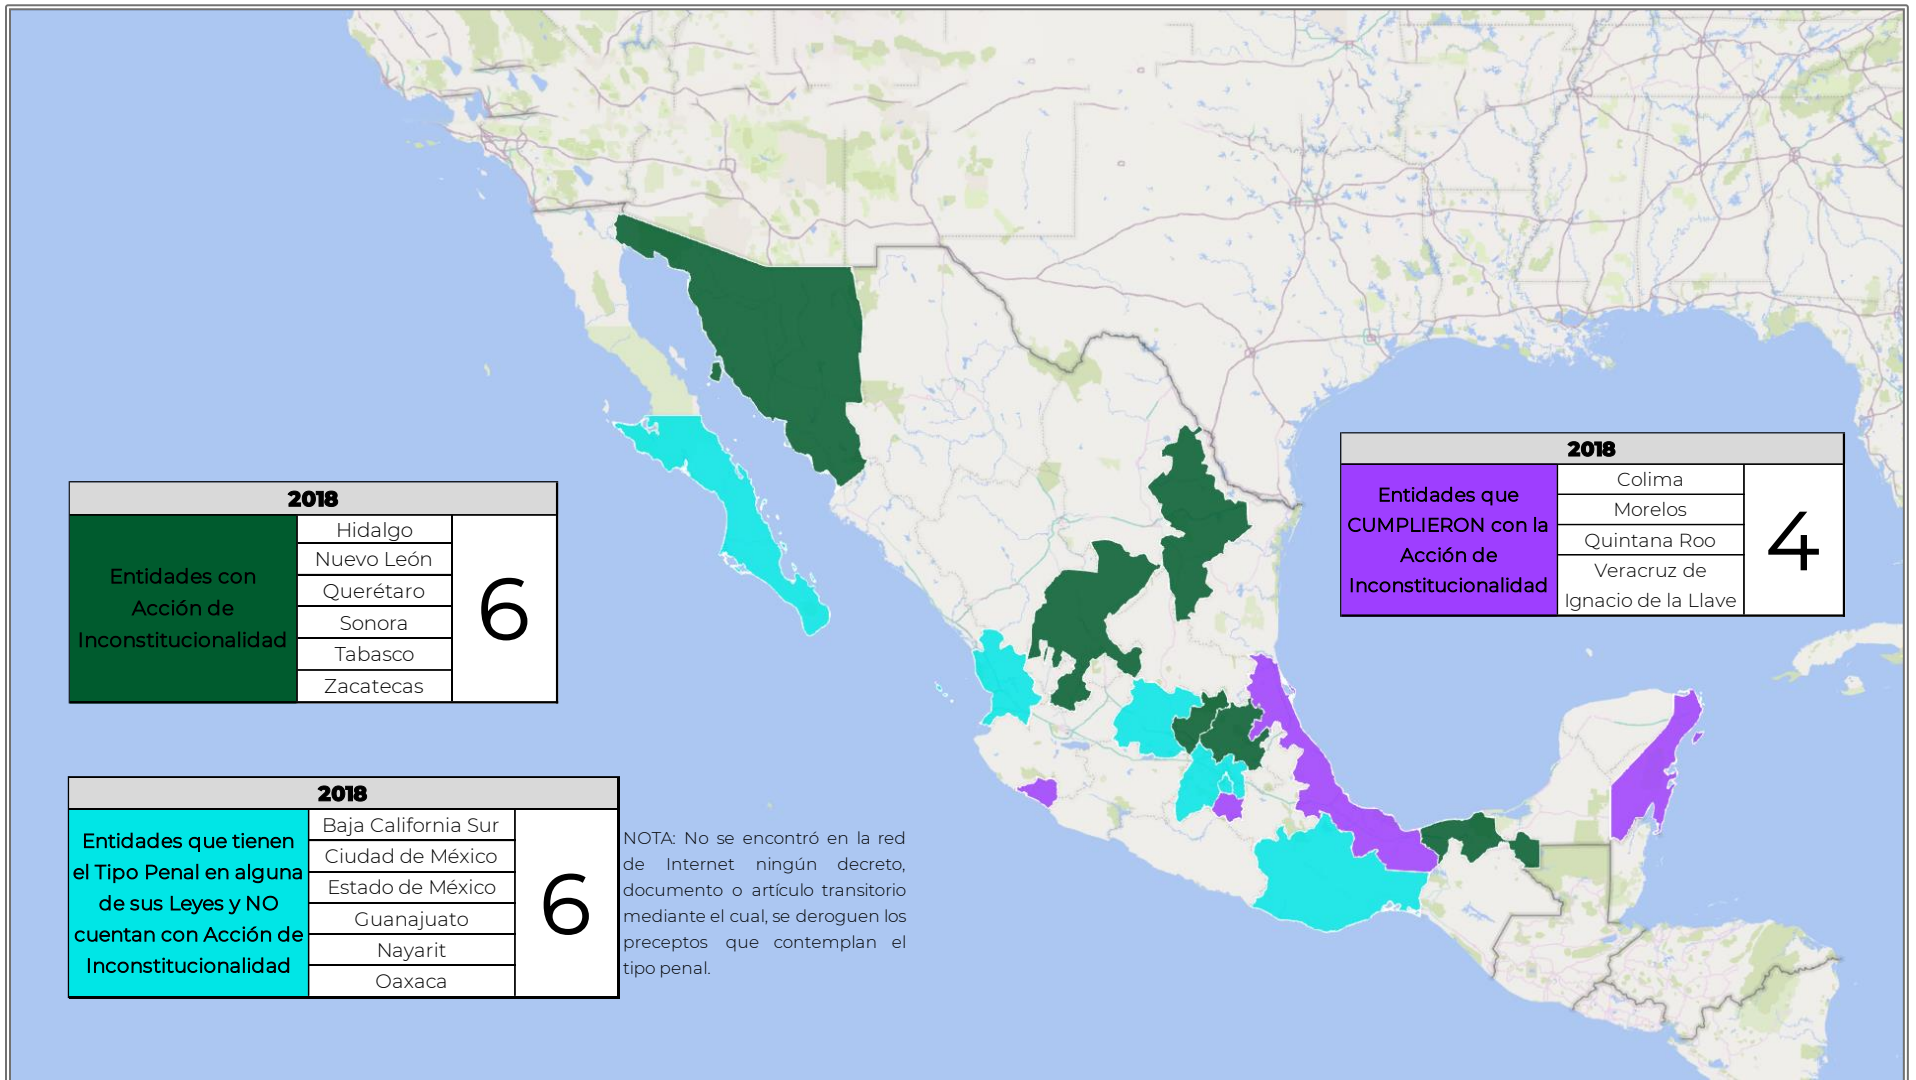 2018
Entidades con
Acción de
Inconstitucionalidad
Hidalgo
Nuevo León
Querétaro
Sonora
Tabasco
Zacatecas
6
2018
Entidades que tienen
el Tipo Penal en alguna
de sus Leyes y NO
cuentan con Acción de
Inconstitucionalidad
Baja California Sur
Ciudad de México
Estado de México
Guanajuato
Nayarit
Oaxaca
6
NOTA: No se encontró en la red
de Internet ningún decreto,
documento o artículo transitorio
mediante el cual, se deroguen los
preceptos que contemplan el
tipo penal.
2018
Entidades que
CUMPLIERON con la
Acción de
Inconstitucionalidad
Colima
Morelos
Quintana Roo
Veracruz de
Ignacio de la Llave
4